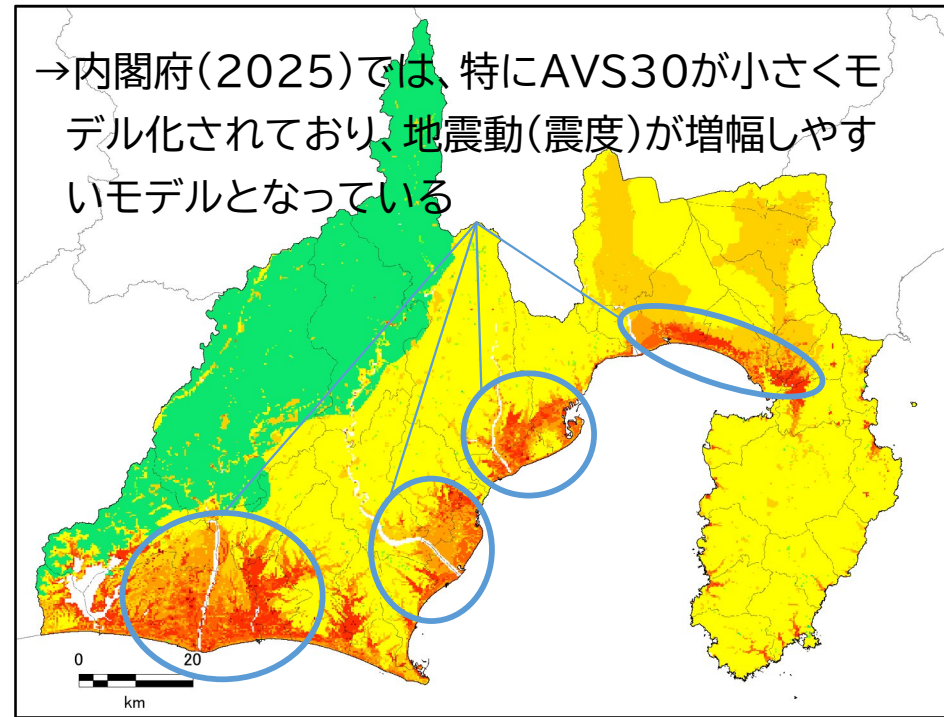 →内閣府(2025)では、特にAVS30が小さくモ
デル化されており、地震動(震度)が増幅しやす
いモデルとなっている
0 20
km